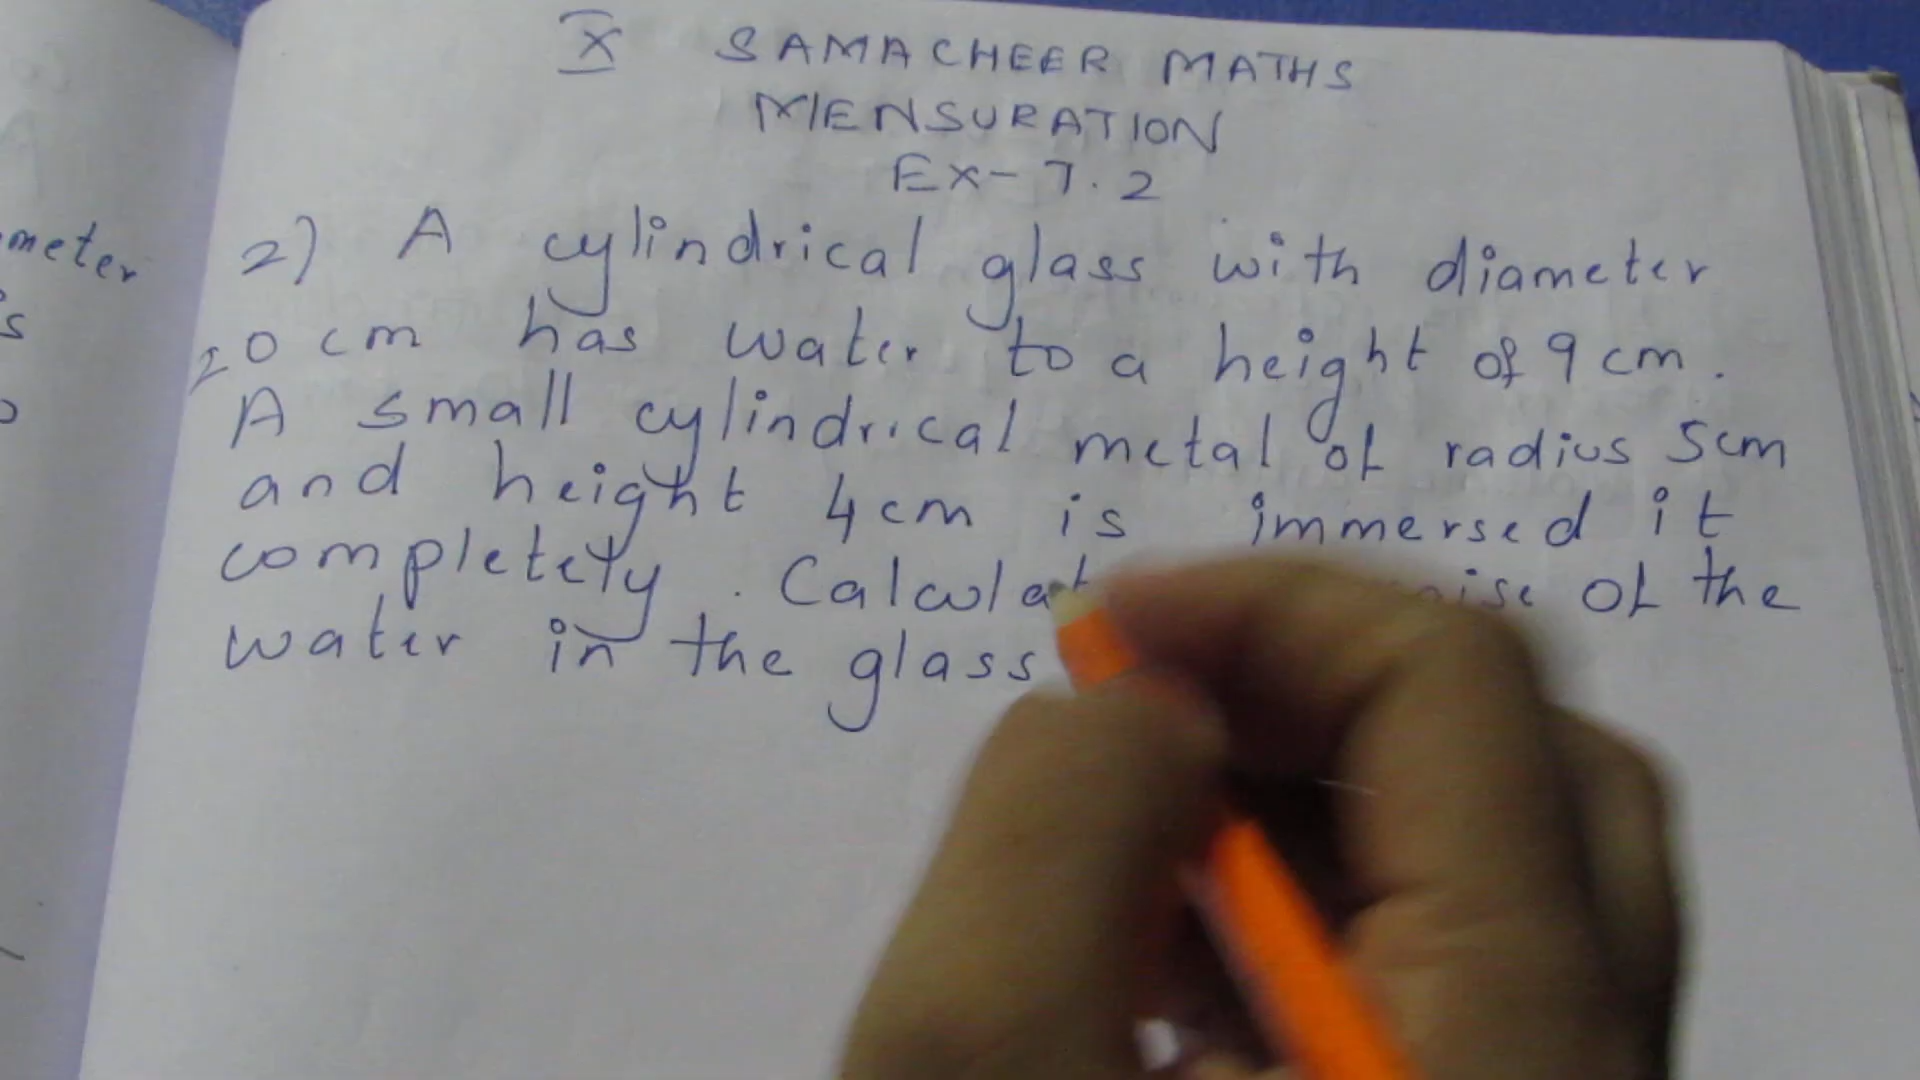 X SAMACHEER MATHS
MENSURATION
Ex-7.2
meter
2) A cylindrical glass with diameter
20 cm has water to a height of 9 cm.
A small cylindrical metal of radius 5cm
and height 4cm is immersed it
completely. Calculat raise of the
water in the glass